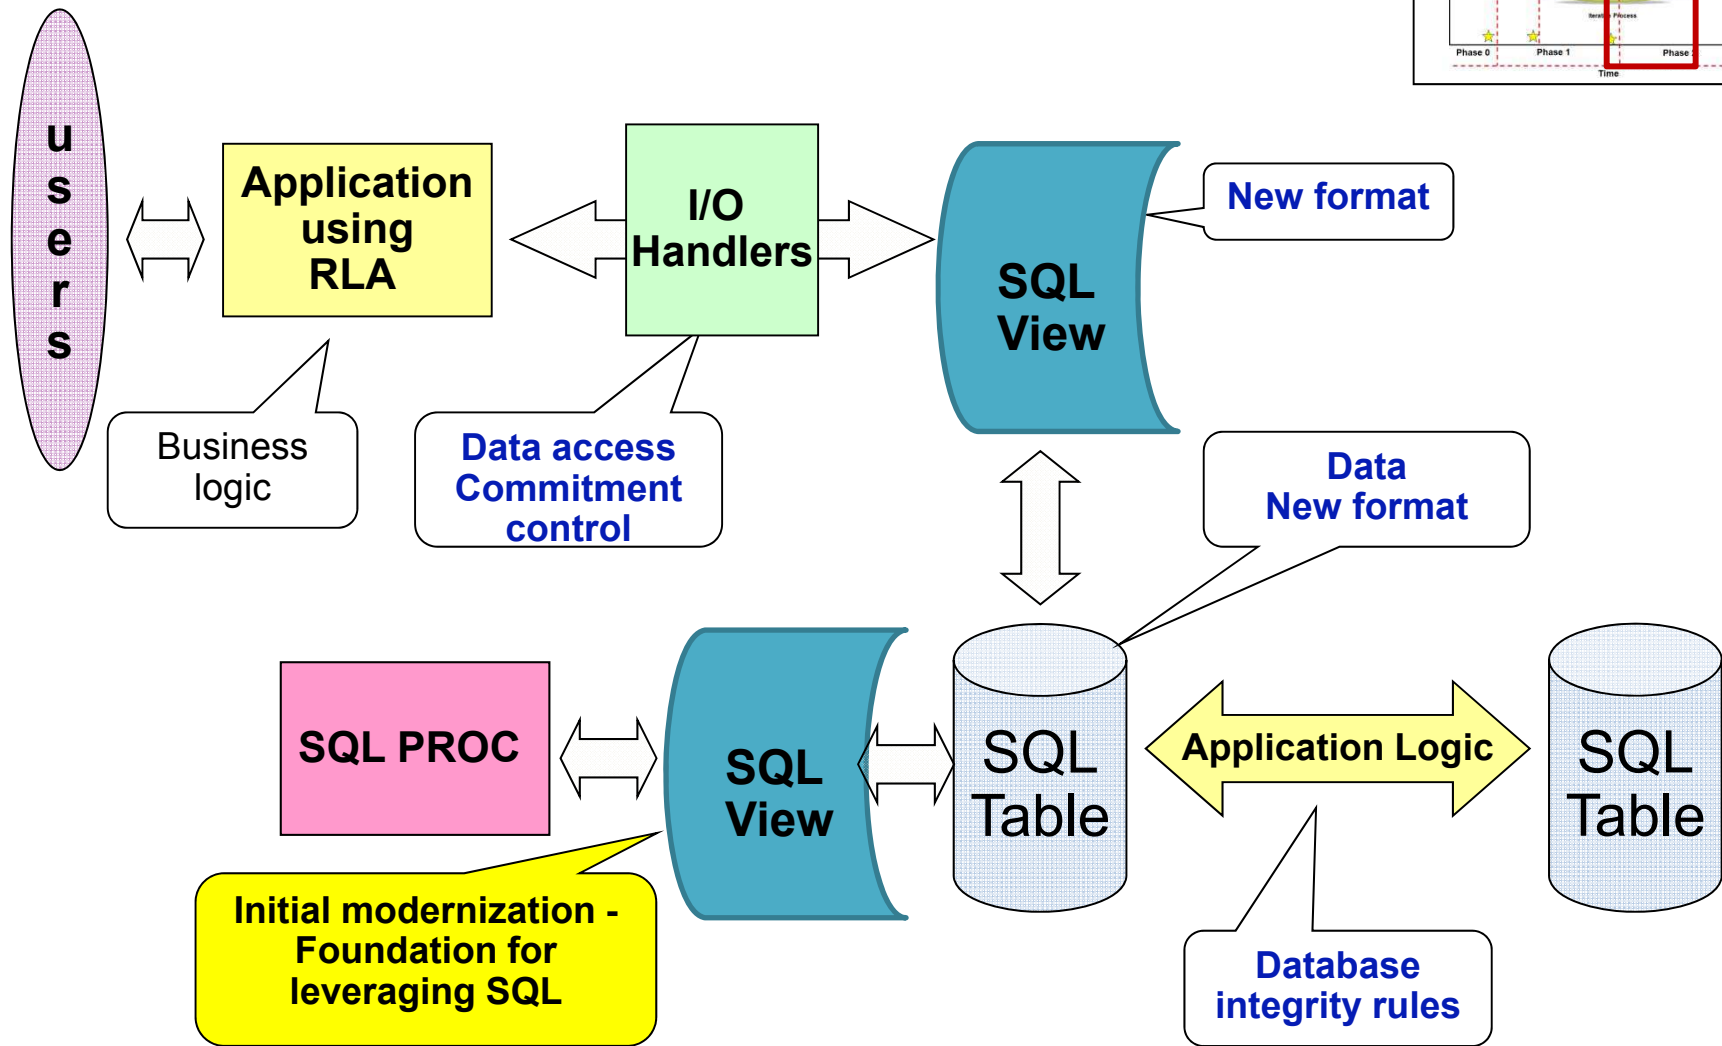 Iterative Process
Phase 0
Phase 1
Phase
Time
users
Application
using
RLA
I/O
Handlers
SQL
View
New format
Business
logic
Data access
Commitment
control
Data
New format
SQL PROC
SQL
View
SQL
Table
Application Logic
SQL
Table
Initial modernization -
Foundation for
leveraging SQL
Database
integrity rules